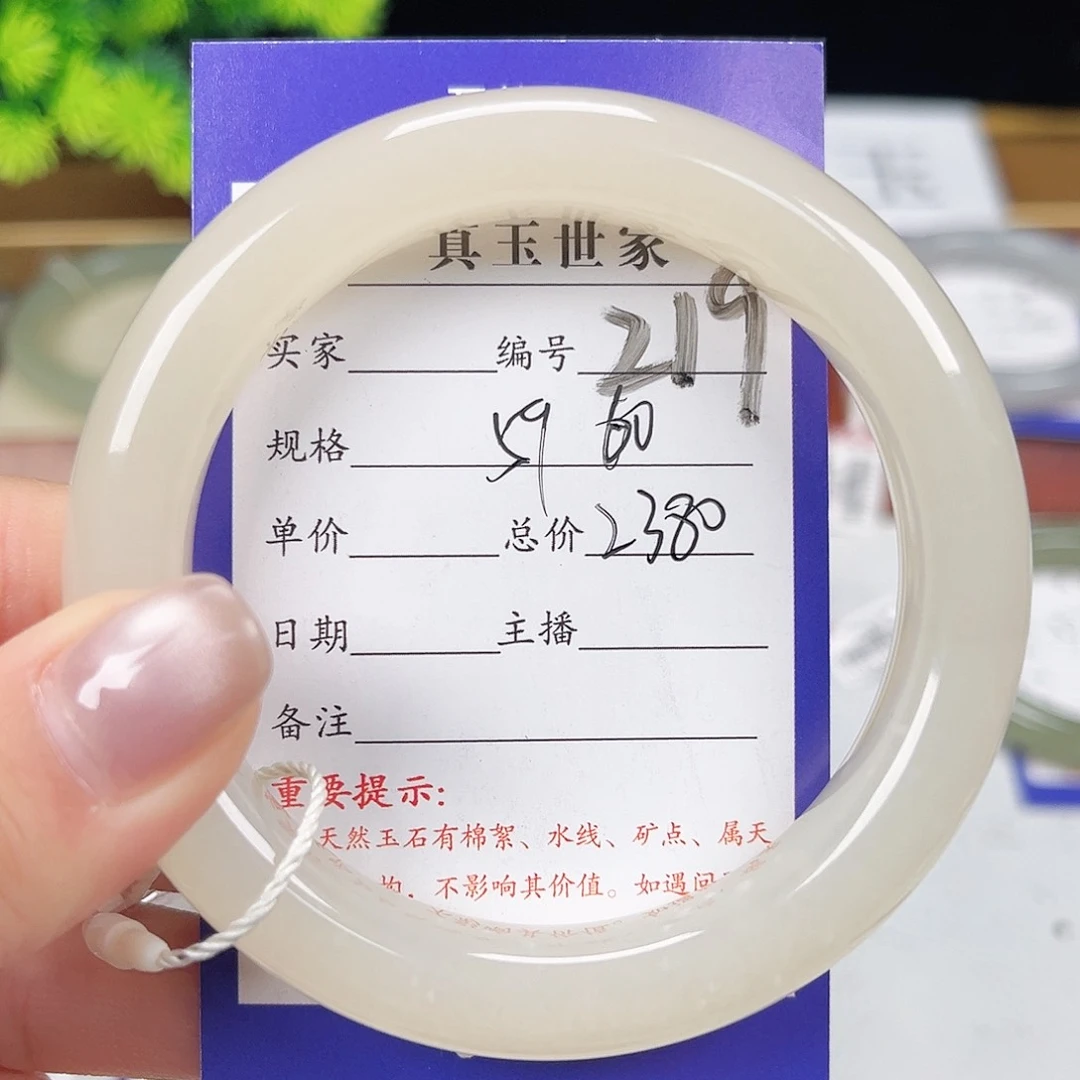 真玉世家
买家 编号 219
规格 59 60
单价 总价 2380
日期 主播
备注
重要提示:
天然玉石有棉絮、水线、矿点、属天
不影响其价值。如遇问